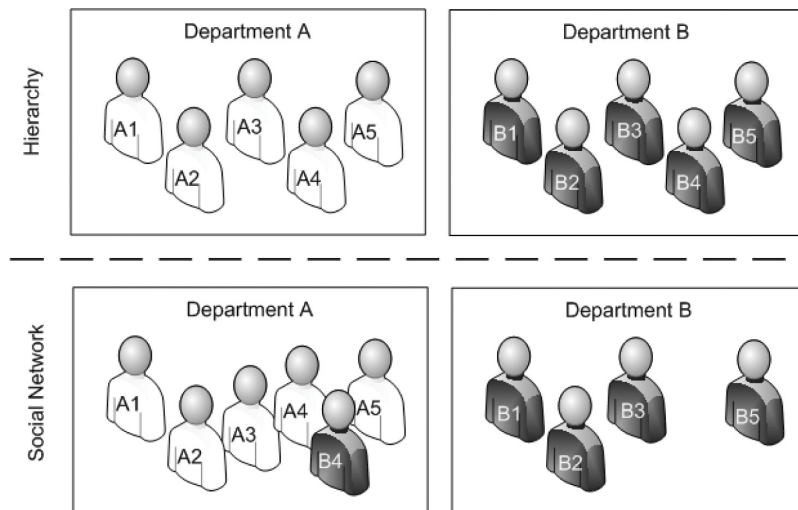 Hierarchy
Department A
A1
A2
A3
A4
A5
Department B
B1
B2
B3
B4
B5
Social Network
Department A
A1
A2
A3
A4
B4
A5
Department B
B1
B2
B3
B5